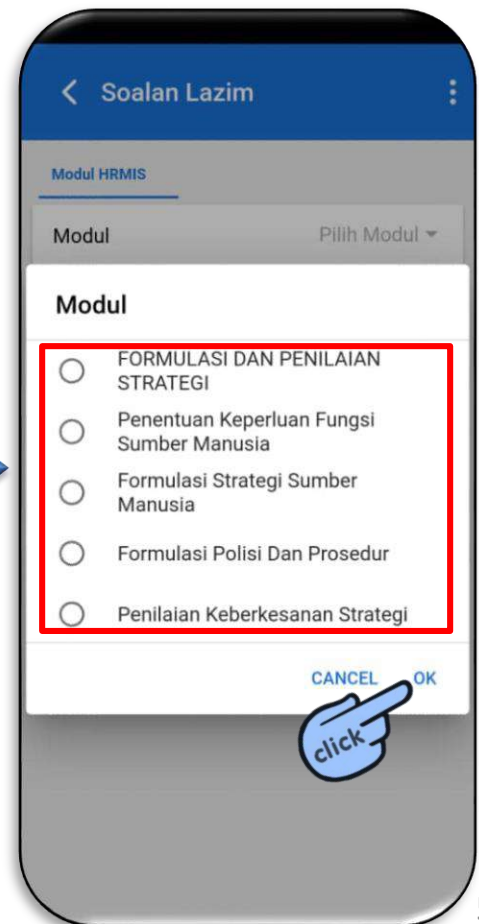 Soalan Lazim
Modul HRMIS
Modul Pilih Modul
Modul
FORMULASI DAN PENILAIAN
STRATEGI
Penentuan Keperluan Fungsi
Sumber Manusia
Formulasi Strategi Sumber
Manusia
Formulasi Polisi Dan Prosedur
Penilaian Keberkesanan Strategi
CANCEL OK
click